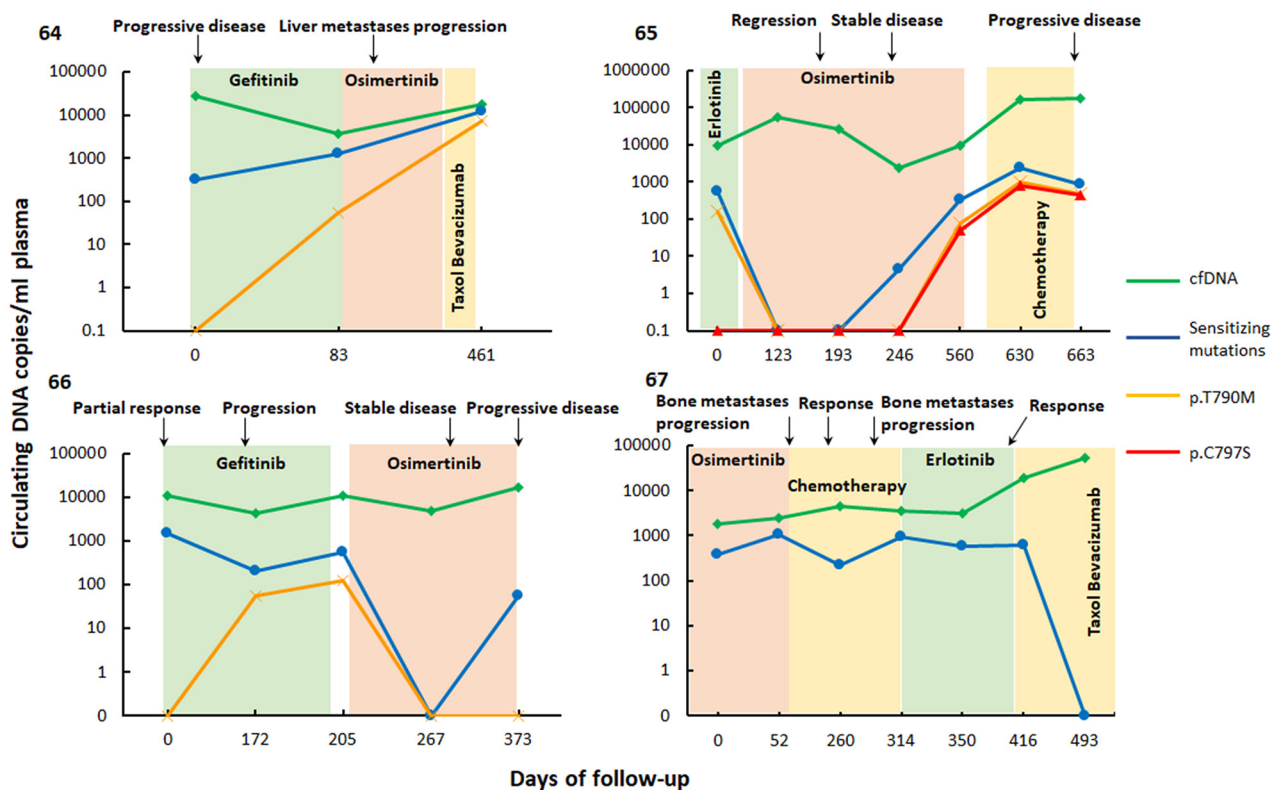 64
Progressive disease
Liver metastases progression
Gefitinib
Osimertinib
Taxol Bevacizumab
100000
10000
1000
100
10
1
0.1
0
83
461
65
Regression
Stable disease
Progressive disease
Erlotinib
Osimertinib
Chemotherapy
1000000
100000
10000
1000
100
10
1
0.1
0
123
193
246
560
630
663
cfDNA
Sensitizing
mutations
p.T790M
p.C797S
Circulating DNA copies/ml plasma
66
Partial response
Progression
Stable disease
Progressive disease
Gefitinib
Osimertinib
100000
10000
1000
100
10
1
0
0
172
205
267
373
67
Bone metastases
progression
Response
Bone metastases
progression
Response
Osimertinib
Chemotherapy
Erlotinib
Taxol Bevacizumab
100000
10000
1000
100
10
1
0
0
52
260
314
350
416
493
Days of follow-up